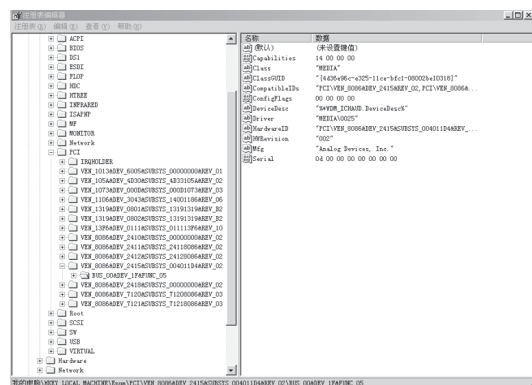 注册表编辑器
注册表(R) 编辑(E) 查看(V) 帮助(H)
ACPI
BIOS
DS1
ESDI
FLOP
HDC
HTREE
INFRARED
ISAPNP
MF
MONITOR
Network
PCI
IRQHOLDER
VEN_1013&DEV_6005&SUBSYS_00000000&REV_01
VEN_105A&DEV_4D30&SUBSYS_4D33105A&REV_02
VEN_1073&DEV_000D&SUBSYS_000D1073&REV_03
VEN_1106&DEV_3043&SUBSYS_14001186&REV_06
VEN_1319&DEV_0801&SUBSYS_13191319&REV_B2
VEN_1319&DEV_0802&SUBSYS_13191319&REV_B2
VEN_13F6&DEV_0111&SUBSYS_011113F6&REV_10
VEN_8086&DEV_2410&SUBSYS_00000000&REV_02
VEN_8086&DEV_2411&SUBSYS_24118086&REV_02
VEN_8086&DEV_2412&SUBSYS_24128086&REV_02
VEN_8086&DEV_2415&SUBSYS_004011D4&REV_02
BUS_00&DEV_1F&FUNC_05
VEN_8086&DEV_2418&SUBSYS_00000000&REV_02
VEN_8086&DEV_7120&SUBSYS_71208086&REV_03
VEN_8086&DEV_7121&SUBSYS_71218086&REV_03
Root
SCSI
SW
USB
VIRTUAL
Hardware
Network
名称 数据
(默认) (未设置键值)
Capabilities 14 00 00 00
Class "MEDIA"
ClassGUID "{4d36e96c-e325-11ce-bfc1-08002be10318}"
CompatibleIDs "PCI\VEN_8086&DEV_2415&REV_02,PCI\VEN_8086&...
ConfigFlags 00 00 00 00
DeviceDesc "%*WDM_ICHAUD.DeviceDesc%"
Driver "MEDIA\0025"
HardwareID "PCI\VEN_8086&DEV_2415&SUBSYS_004011D4&REV_...
HWRevision "002"
Mfg "Analog Devices, Inc."
Serial 0d 00 00 00 00 00 00 00
我的电脑\HKEY_LOCAL_MACHINE\Enum\PCI\VEN_8086&DEV_2415&SUBSYS_004011D4&REV_02\BUS_00&DEV_1F&FUNC_05